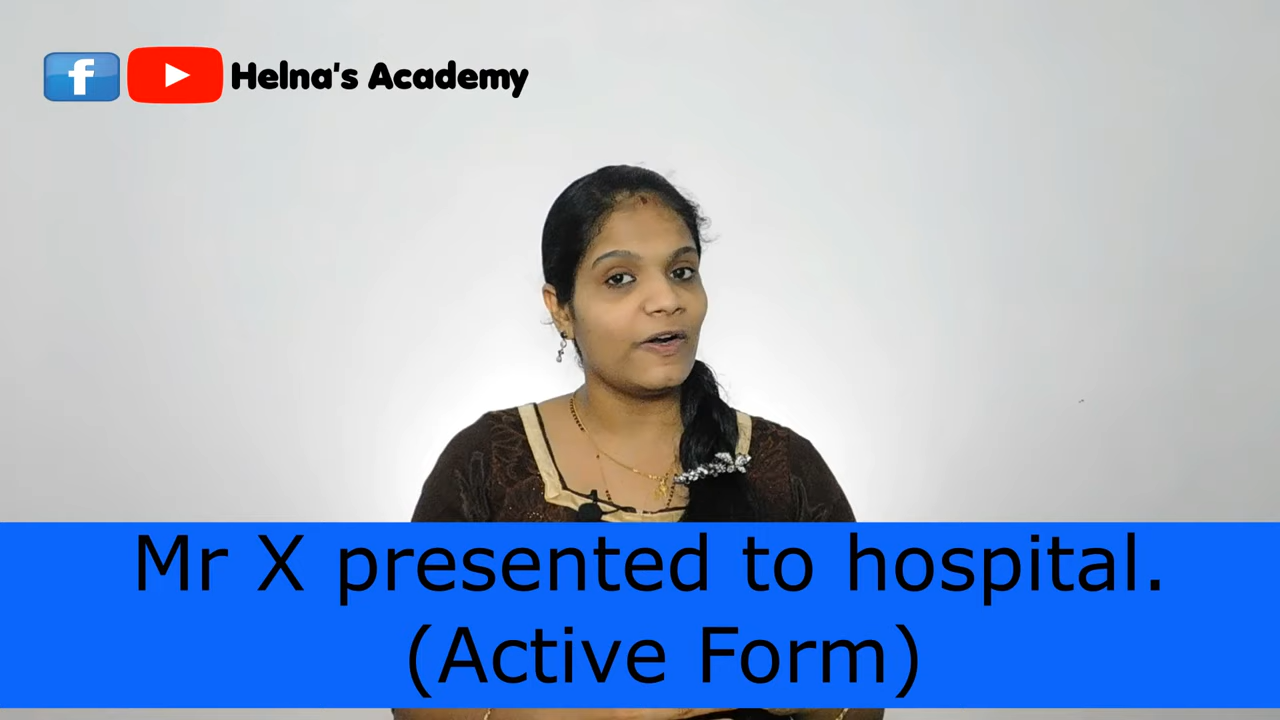 Helna's Academy
Mr X presented to hospital.
(Active Form)